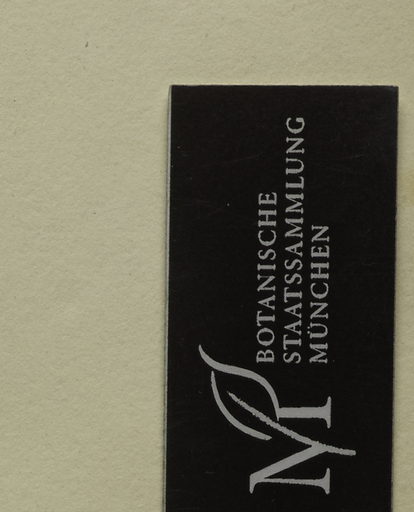 BOTANISCHE
STAATSSAMMLUNG
MÜNCHEN
M